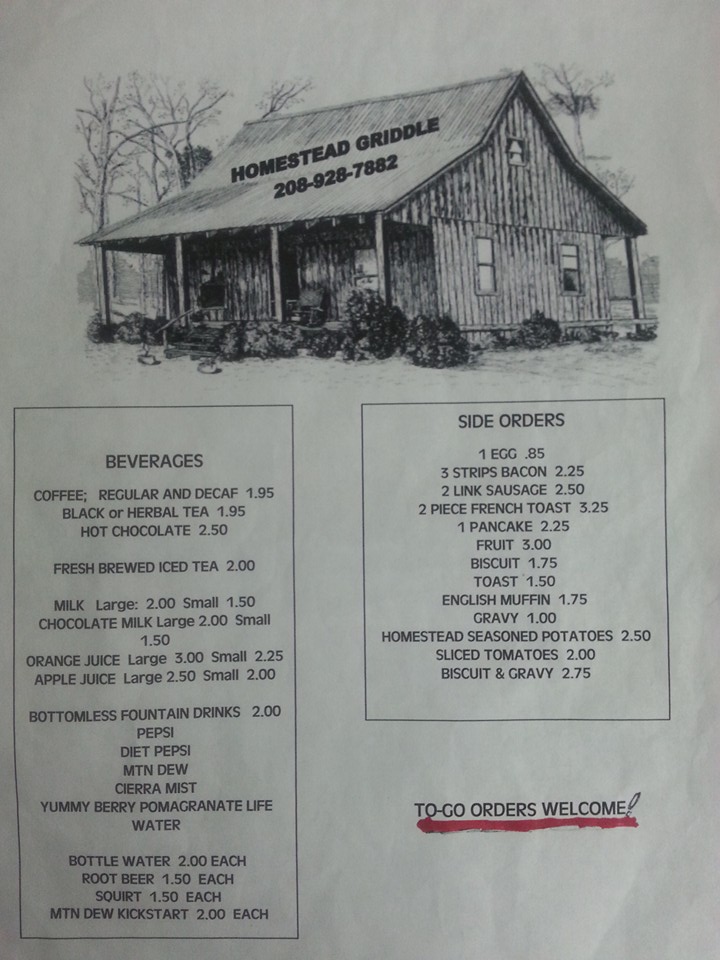 HOMESTEAD GRIDDLE
208-928-7882
BEVERAGES
COFFEE; REGULAR AND DECAF 1.95
BLACK or HERBAL TEA 1.95
HOT CHOCOLATE 2.50
FRESH BREWED ICED TEA 2.00
MILK Large: 2.00 Small 1.50
CHOCOLATE MILK Large 2.00 Small
1.50
ORANGE JUICE Large 3.00 Small 2.25
APPLE JUICE Large 2.50 Small 2.00
BOTTOMLESS FOUNTAIN DRINKS 2.00
PEPSI
DIET PEPSI
MTN DEW
CIERRA MIST
YUMMY BERRY POMAGRANATE LIFE
WATER
BOTTLE WATER 2.00 EACH
ROOT BEER 1.50 EACH
SQUIRT 1.50 EACH
MTN DEW KICKSTART 2.00 EACH
SIDE ORDERS
1 EGG .85
3 STRIPS BACON 2.25
2 LINK SAUSAGE 2.50
2 PIECE FRENCH TOAST 3.25
1 PANCAKE 2.25
FRUIT 3.00
BISCUIT 1.75
TOAST 1.50
ENGLISH MUFFIN 1.75
GRAVY 1.00
HOMESTEAD SEASONED POTATOES 2.50
SLICED TOMATOES 2.00
BISCUIT & GRAVY 2.75
TO-GO ORDERS WELCOME!